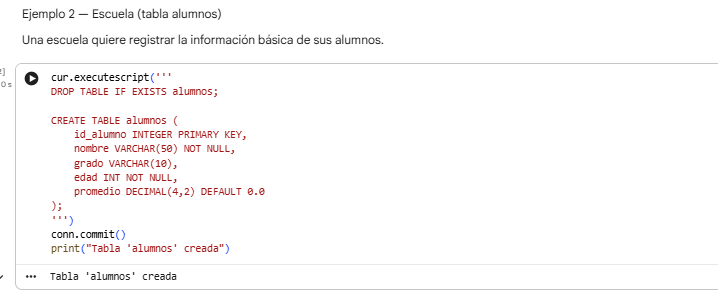 Ejemplo 2 — Escuela (tabla alumnos)
Una escuela quiere registrar la información básica de sus alumnos.
cur.executescript('''
DROP TABLE IF EXISTS alumnos;

CREATE TABLE alumnos (
    id_alumno INTEGER PRIMARY KEY,
    nombre VARCHAR(50) NOT NULL,
    grado VARCHAR(10),
    edad INT NOT NULL,
    promedio DECIMAL(4,2) DEFAULT 0.0
);
''')
conn.commit()
print("Tabla 'alumnos' creada")
0 s
Tabla 'alumnos' creada